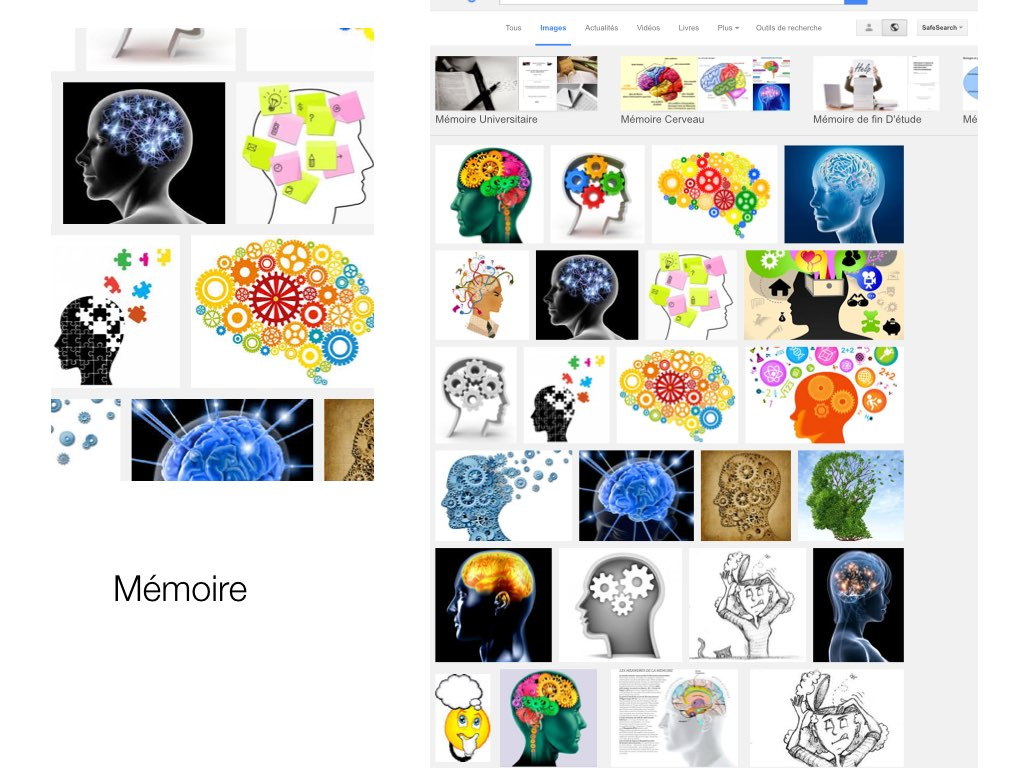 Mémoire
Tous Images Actualités Vidéos Livres Plus Outils de recherche SafeSearch
Mémoire Universitaire Mémoire Cerveau Mémoire de fin D'étude Mé
Help